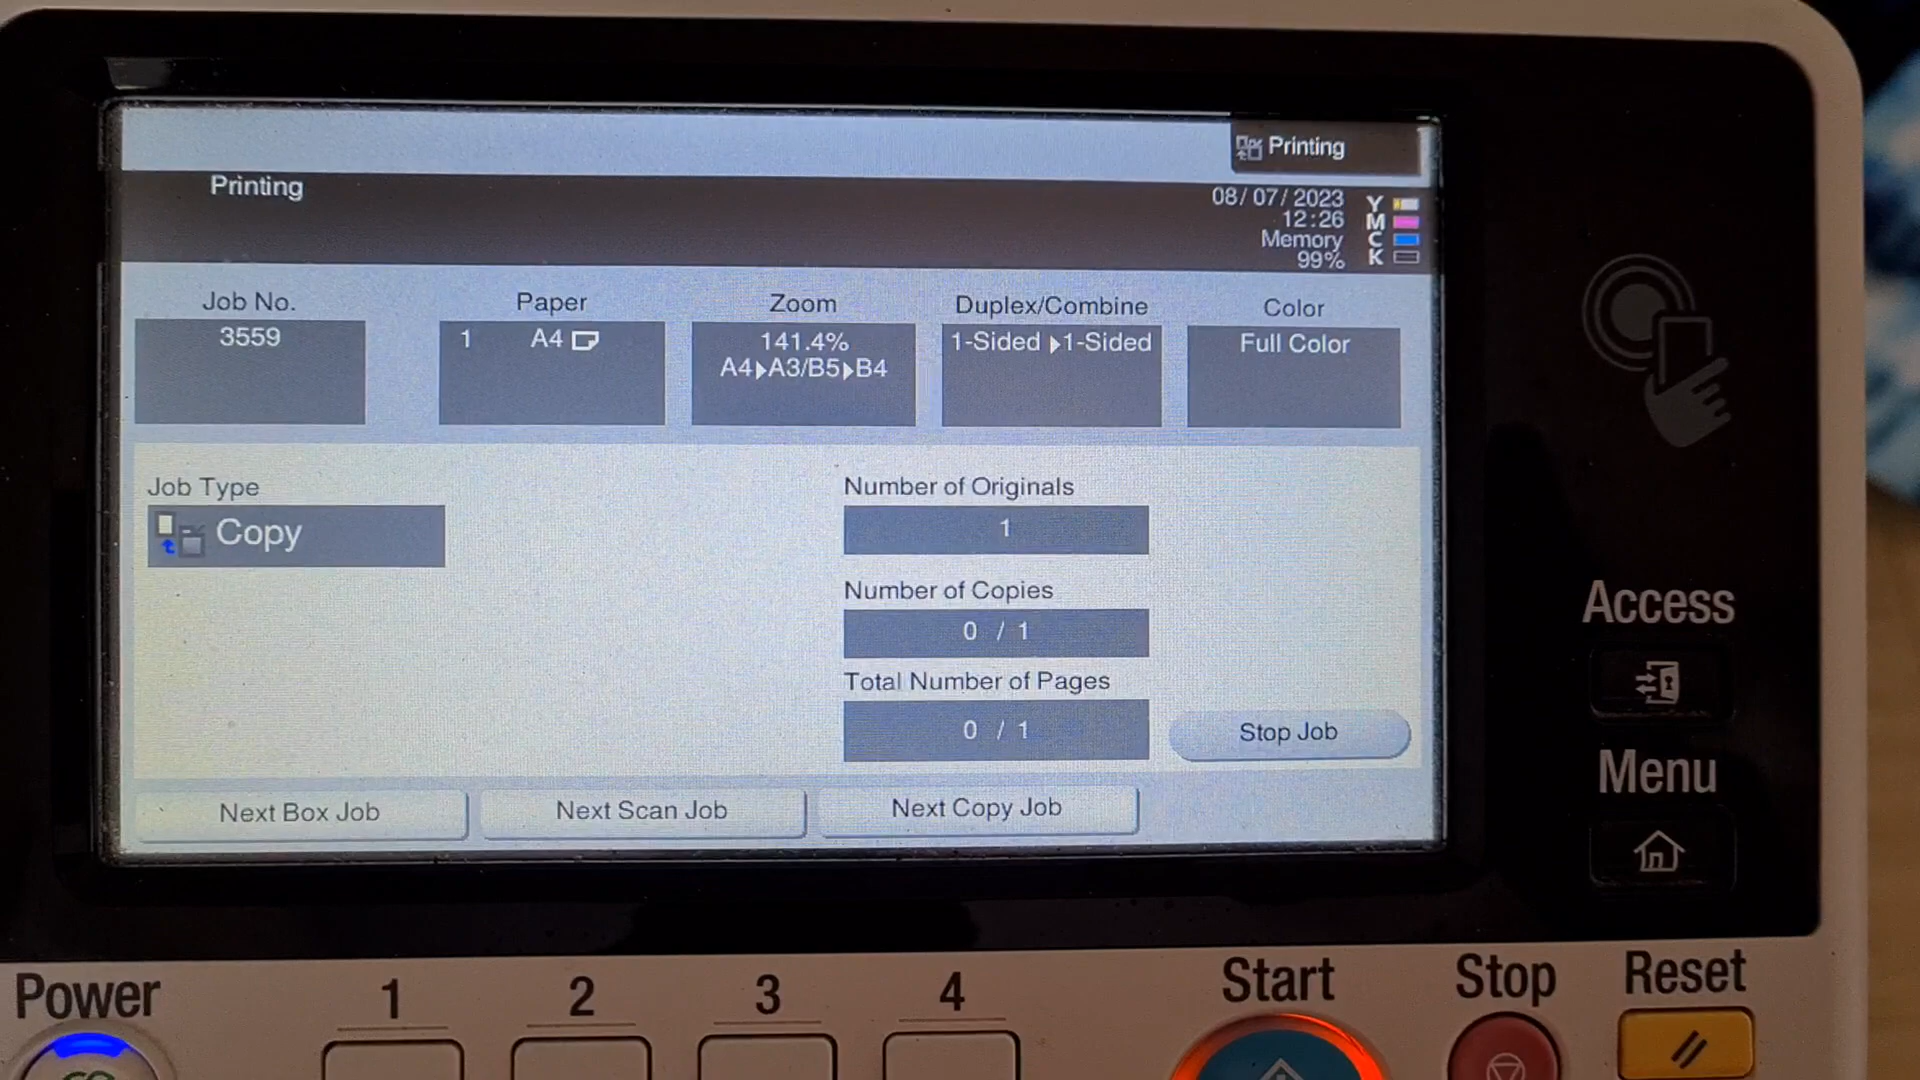 Printing
Printing
08/07/2023
12:26
Memory
99%
Y
M
C
K
Job No.
3559
Paper
1 A4
Zoom
141.4%
A4▶A3/B5▶B4
Duplex/Combine
1-Sided ▶1-Sided
Color
Full Color
Job Type
Copy
Number of Originals
1
Number of Copies
0 / 1
Total Number of Pages
0 / 1
Stop Job
Next Box Job
Next Scan Job
Next Copy Job
Access
Menu
Power
1
2
3
4
Start
Stop
Reset